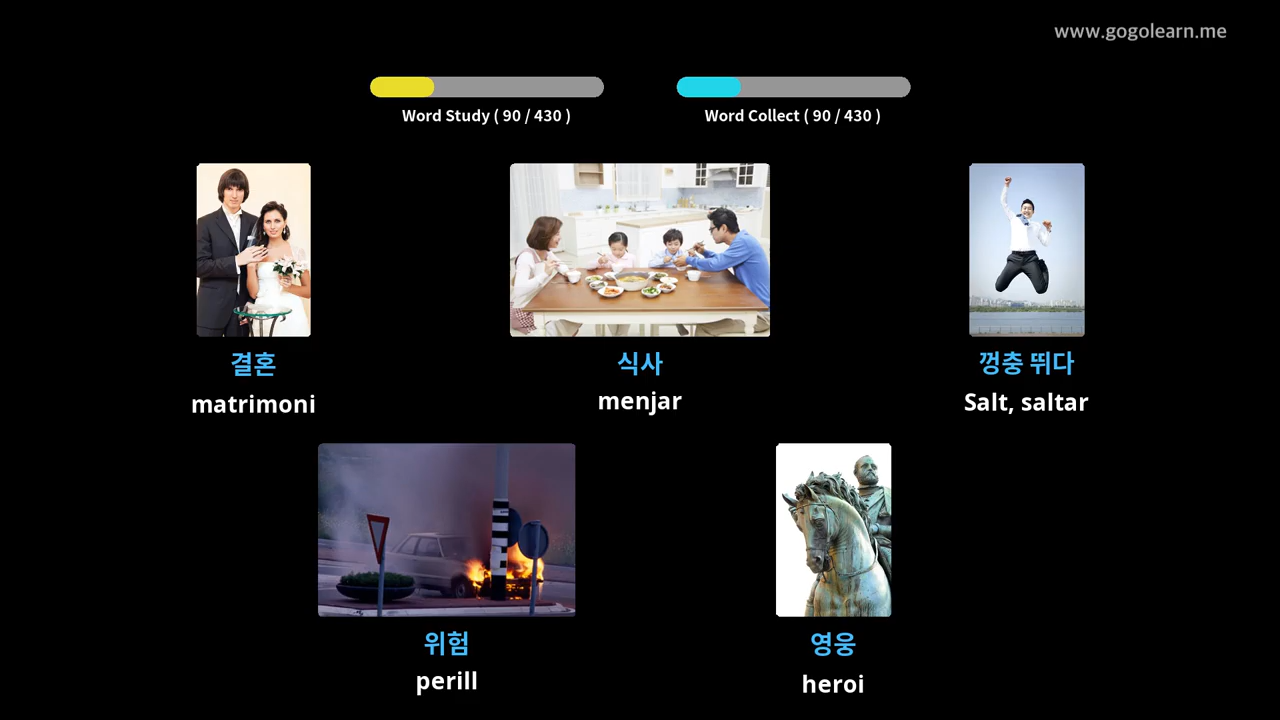 www.gogolearn.me
Word Study ( 90 / 430 )
Word Collect ( 90 / 430 )
결혼
matrimoni
식사
menjar
껑충 뛰다
Salt, saltar
위험
perill
영웅
heroi